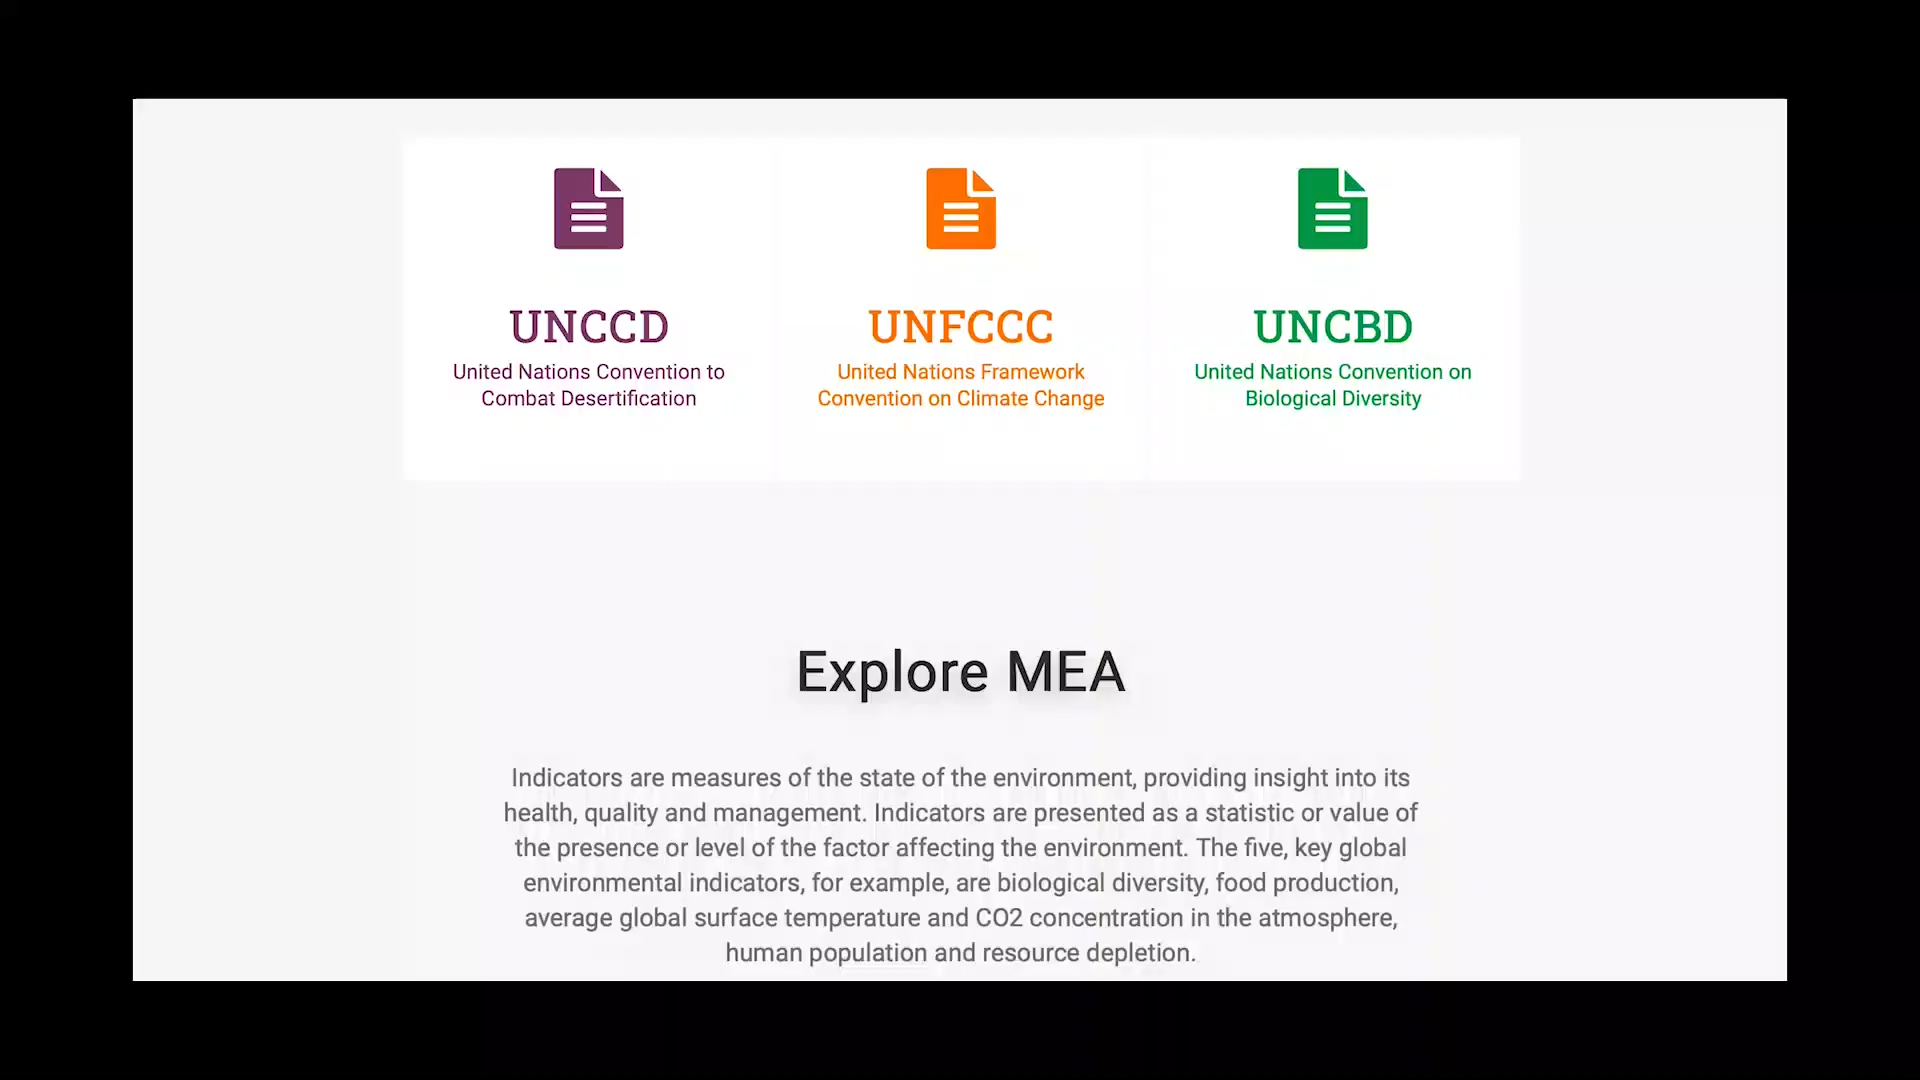 UNCCD
United Nations Convention to
Combat Desertification
UNFCCC
United Nations Framework
Convention on Climate Change
UNCBD
United Nations Convention on
Biological Diversity
Explore MEA
Indicators are measures of the state of the environment, providing insight into its
health, quality and management. Indicators are presented as a statistic or value of
the presence or level of the factor affecting the environment. The five, key global
environmental indicators, for example, are biological diversity, food production,
average global surface temperature and CO2 concentration in the atmosphere,
human population and resource depletion.